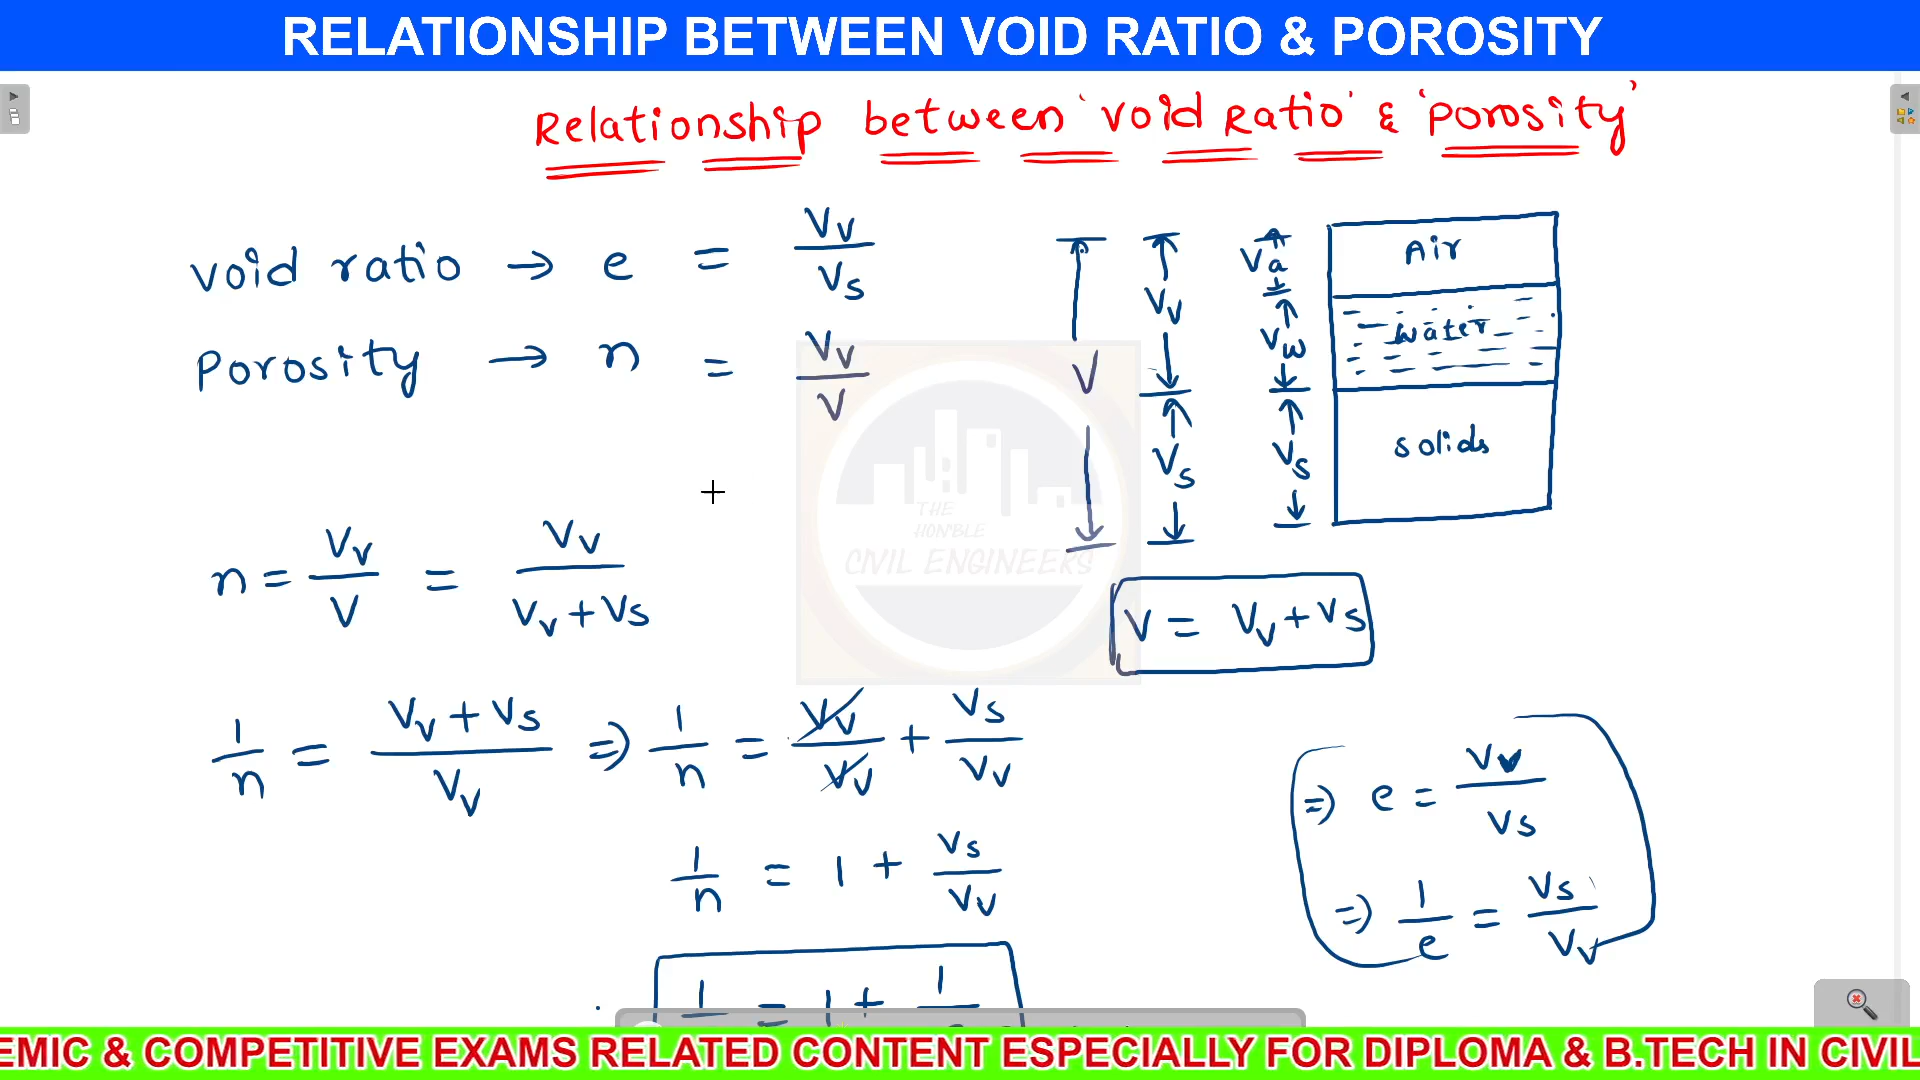 RELATIONSHIP BETWEEN VOID RATIO & POROSITY
Relationship between 'void Ratio' & 'Porosity'
void ratio → e = Vv/Vs
Porosity → n = Vv/V
Va
Vv
Vw
V
Vs
Vs
Air
Water
Solids
THE
HON'BLE
CIVIL ENGINEERS
n = Vv/V = Vv/(Vv + Vs)
V = Vv + Vs
1/n = (Vv + Vs)/Vv ⇒ 1/n = Vv/Vv + Vs/Vv
1/n = 1 + Vs/Vv
⇒ e = Vv/Vs
⇒ 1/e = Vs/Vv
EMIC & COMPETITIVE EXAMS RELATED CONTENT ESPECIALLY FOR DIPLOMA & B.TECH IN CIVIL